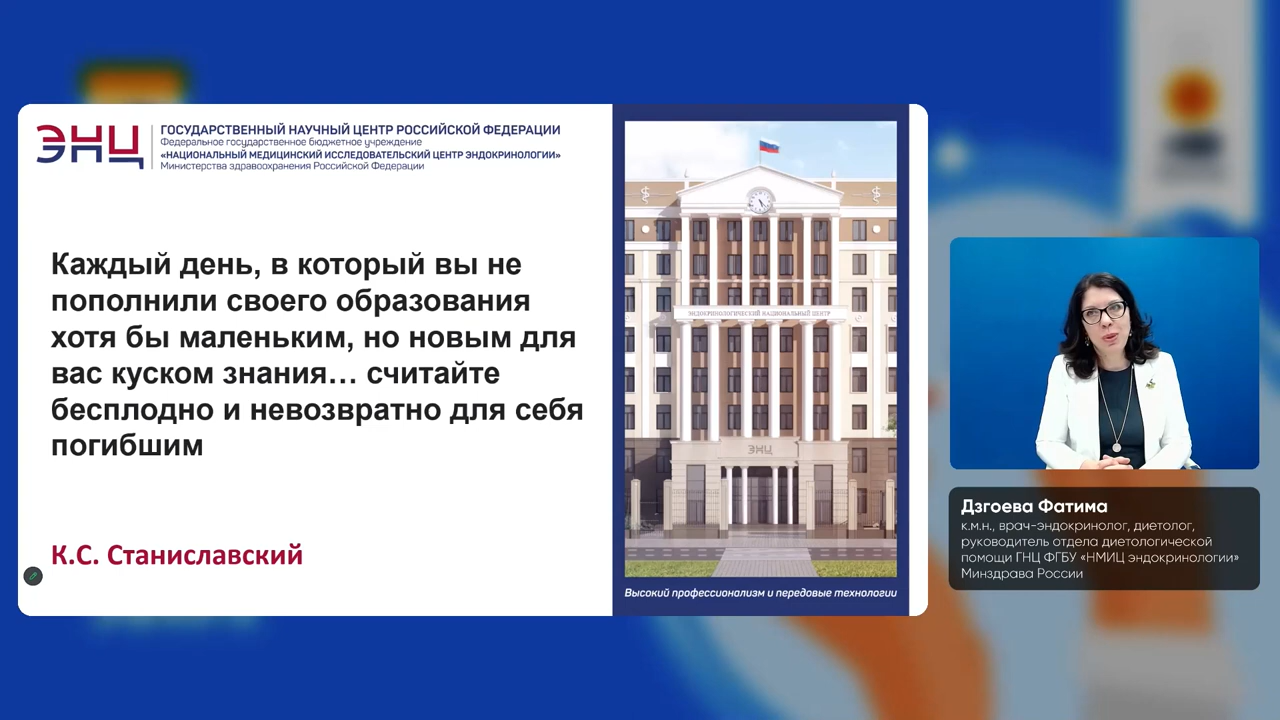 ЭНЦ
ГОСУДАРСТВЕННЫЙ НАУЧНЫЙ ЦЕНТР РОССИЙСКОЙ ФЕДЕРАЦИИ
Федеральное государственное бюджетное учреждение
«НАЦИОНАЛЬНЫЙ МЕДИЦИНСКИЙ ИССЛЕДОВАТЕЛЬСКИЙ ЦЕНТР ЭНДОКРИНОЛОГИИ»
Министерства здравоохранения Российской Федерации
Каждый день, в который вы не
пополнили своего образования
хотя бы маленьким, но новым для
вас куском знания… считайте
бесплодно и невозвратно для себя
погибшим
К.С. Станиславский
ЭНДОКРИНОЛОГИЧЕСКИЙ НАЦИОНАЛЬНЫЙ ЦЕНТР
ЭНЦ
Высокий профессионализм и передовые технологии
Дзгоева Фатима
к.м.н., врач-эндокринолог, диетолог,
руководитель отдела диетологической
помощи ГНЦ ФГБУ «НМИЦ эндокринологии»
Минздрава России